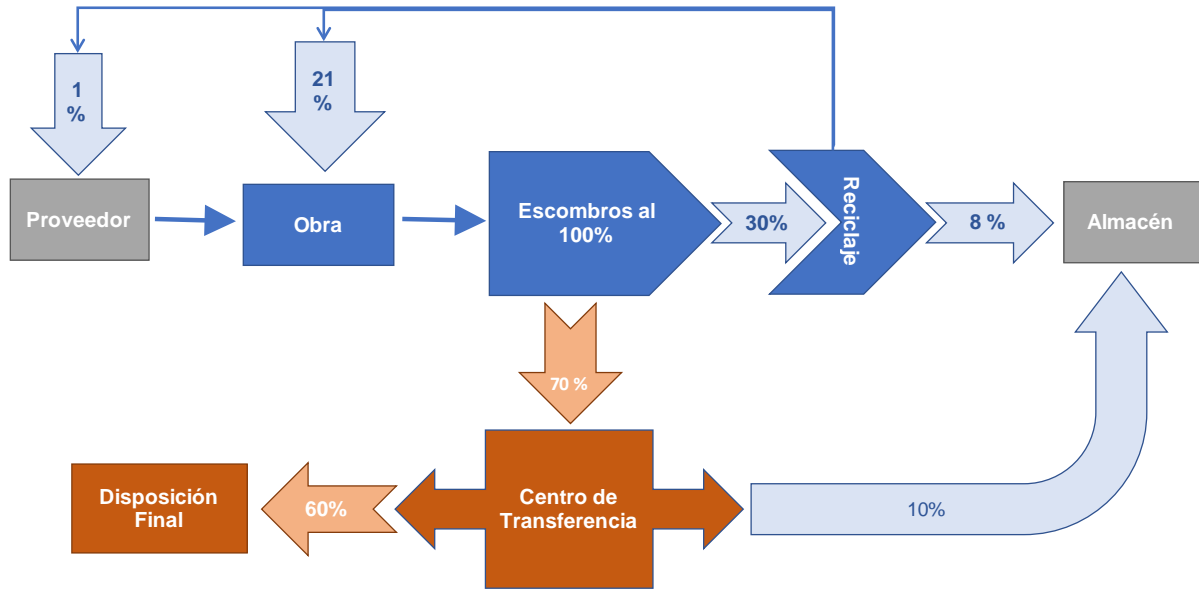 1
%
21
%
Proveedor
Obra
Escombros al
100%
30%
Reciclaje
8 %
Almacén
70 %
Disposición
Final
60%
Centro de
Transferencia
10%